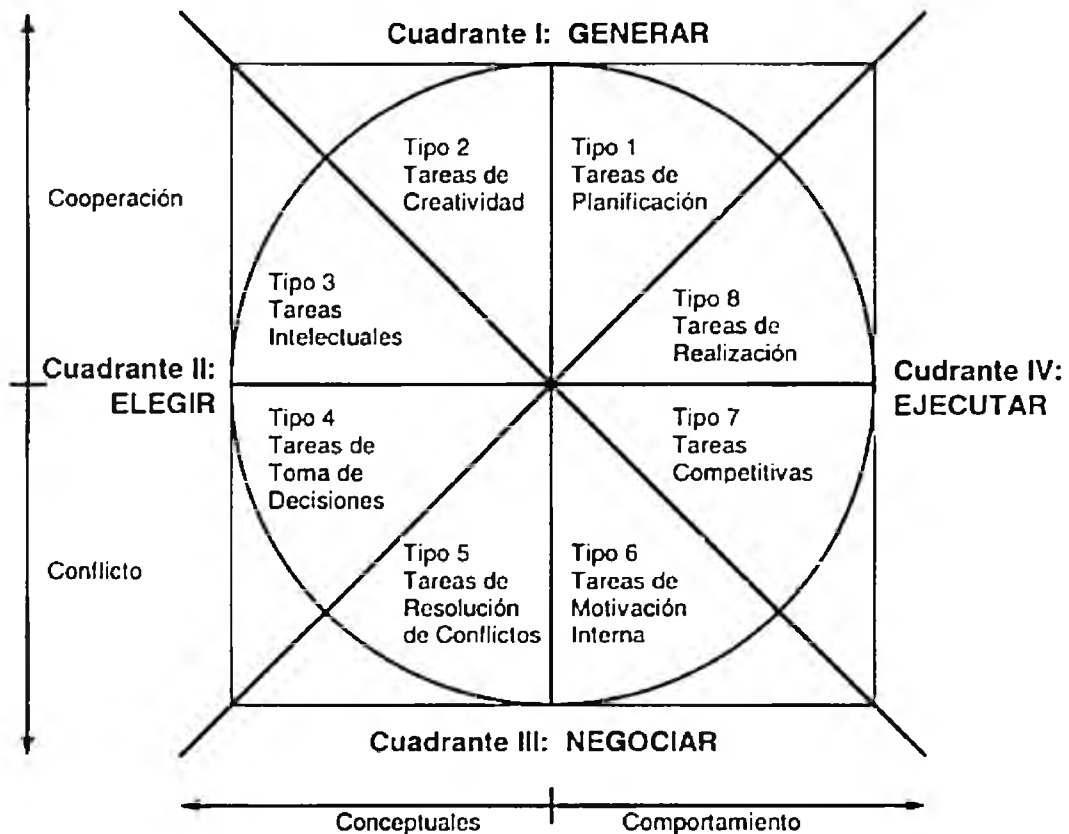 Cuadrante I: GENERAR
Tipo 2
Tareas de
Creatividad
Tipo 1
Tareas de
Planificación
Cooperación
Tipo 3
Tareas
Intelectuales
Tipo 8
Tareas de
Realización
Cuadrante II:
ELEGIR
Cudrante IV:
EJECUTAR
Tipo 4
Tareas de
Toma de
Decisiones
Tipo 7
Tareas
Competitivas
Conflicto
Tipo 5
Tareas de
Resolución
de Conflictos
Tipo 6
Tareas de
Motivación
Interna
Cuadrante III: NEGOCIAR
Conceptuales
Comportamiento